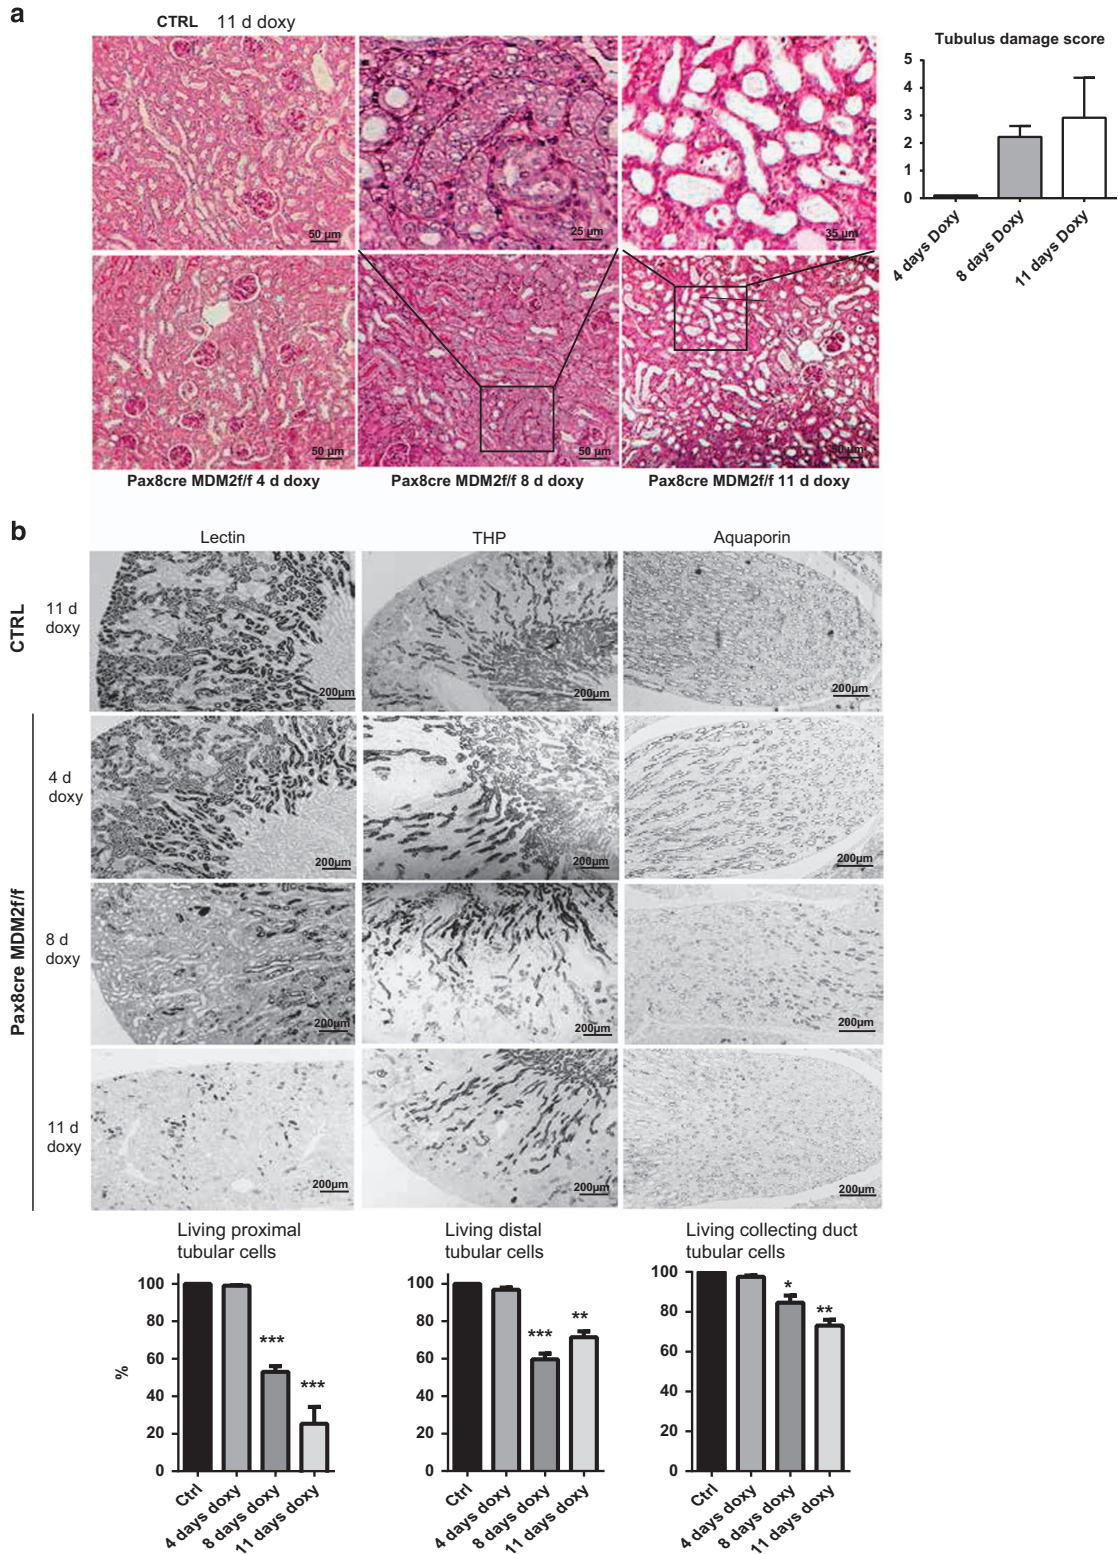 a
CTRL 11 d doxy
50 µm
25 µm
35 µm
Tubulus damage score
5
4
3
2
1
0
4 days Doxy
8 days Doxy
11 days Doxy
50 µm
50 µm
50 µm
Pax8cre MDM2f/f 4 d doxy
Pax8cre MDM2f/f 8 d doxy
Pax8cre MDM2f/f 11 d doxy
b
Lectin
THP
Aquaporin
CTRL
11 d
doxy
200µm
200µm
200µm
Pax8cre MDM2f/f
4 d
doxy
200µm
200µm
200µm
8 d
doxy
200µm
200µm
200µm
11 d
doxy
200µm
200µm
200µm
Living proximal
tubular cells
%
100
80
60
40
20
0
***
***
Ctrl
4 days doxy
8 days doxy
11 days doxy
Living distal
tubular cells
100
80
60
40
20
0
***
**
Ctrl
4 days doxy
8 days doxy
11 days doxy
Living collecting duct
tubular cells
100
80
60
40
20
0
*
**
Ctrl
4 days doxy
8 days doxy
11 days doxy